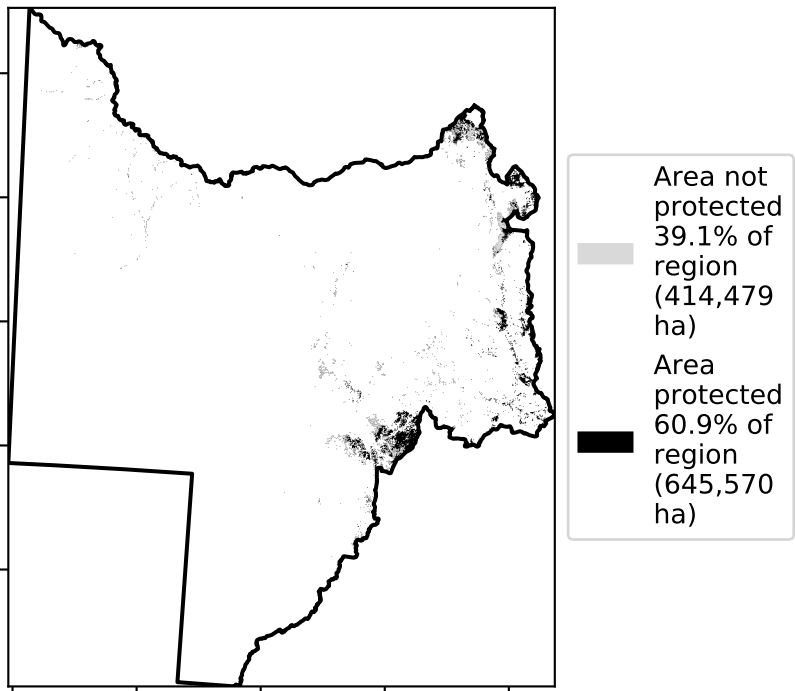 Area not
protected
39.1% of
region
(414,479
ha)
Area
protected
60.9% of
region
(645,570
ha)